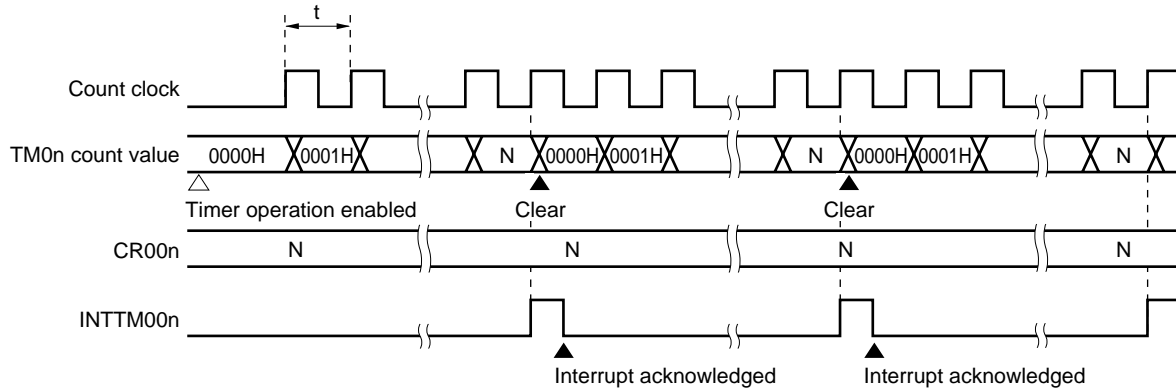 t
Count clock
TM0n count value 0000H 0001H N 0000H 0001H N 0000H 0001H N
Timer operation enabled Clear Clear
CR00n N N N N
INTTM00n
Interrupt acknowledged Interrupt acknowledged